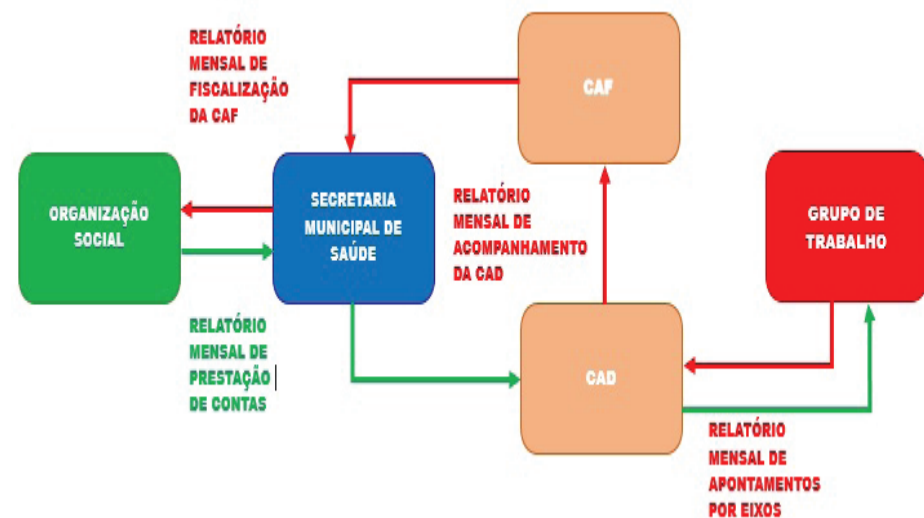 RELATÓRIO
MENSAL DE
FISCALIZAÇÃO
DA CAF
CAF
ORGANIZAÇÃO
SOCIAL
SECRETARIA
MUNICIPAL DE
SAÚDE
RELATÓRIO
MENSAL DE
ACOMPANHAMENTO
DA CAD
GRUPO DE
TRABALHO
RELATÓRIO
MENSAL DE
PRESTAÇÃO
DE CONTAS
CAD
RELATÓRIO
MENSAL DE
APONTAMENTOS
POR EIXOS